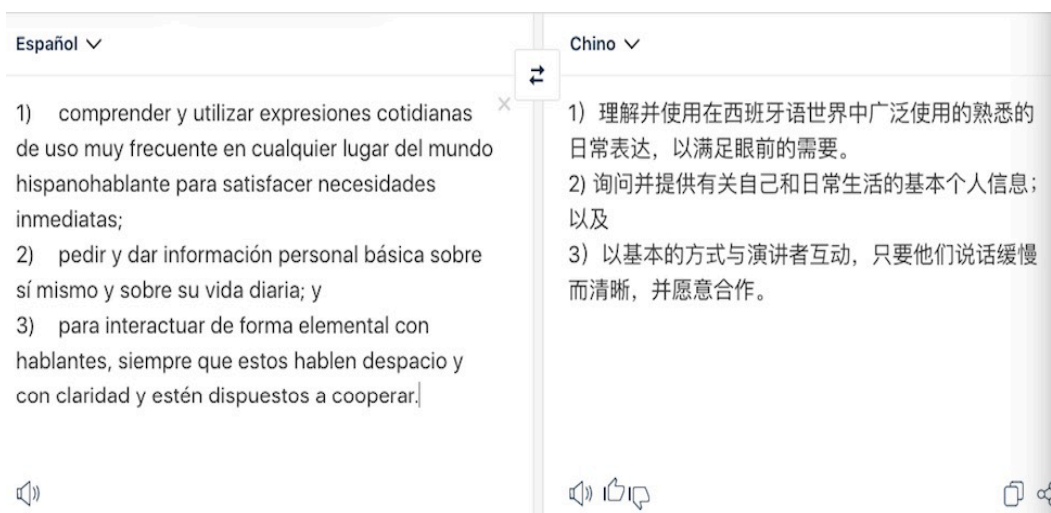 Español
1) comprender y utilizar expresiones cotidianas
de uso muy frecuente en cualquier lugar del mundo
hispanohablante para satisfacer necesidades
inmediatas;
2) pedir y dar información personal básica sobre
sí mismo y sobre su vida diaria; y
3) para interactuar de forma elemental con
hablantes, siempre que estos hablen despacio y
con claridad y estén dispuestos a cooperar.
Chino
1）理解并使用在西班牙语世界中广泛使用的熟悉的
日常表达，以满足眼前的需要。
2) 询问并提供有关自己和日常生活的基本个人信息；
以及
3）以基本的方式与演讲者互动，只要他们说话缓慢
而清晰，并愿意合作。